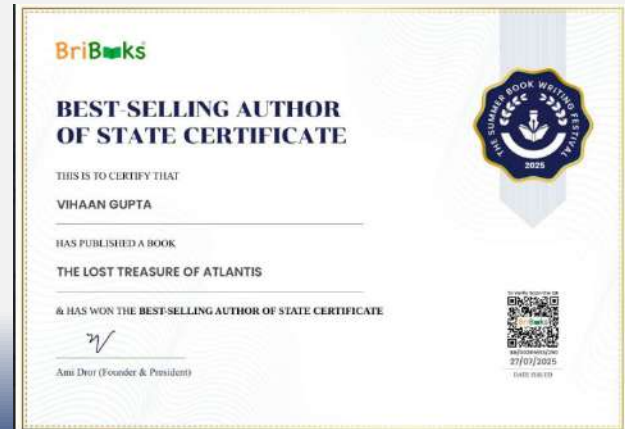 BriBooks
BEST-SELLING AUTHOR
OF STATE CERTIFICATE
THIS IS TO CERTIFY THAT
VIHAAN GUPTA
HAS PUBLISHED A BOOK
THE LOST TREASURE OF ATLANTIS
& HAS WON THE BEST-SELLING AUTHOR OF STATE CERTIFICATE
Ami Dror (Founder & President)
THE SUMMER BOOK WRITING FESTIVAL
2025
BriBooks
27/07/2025